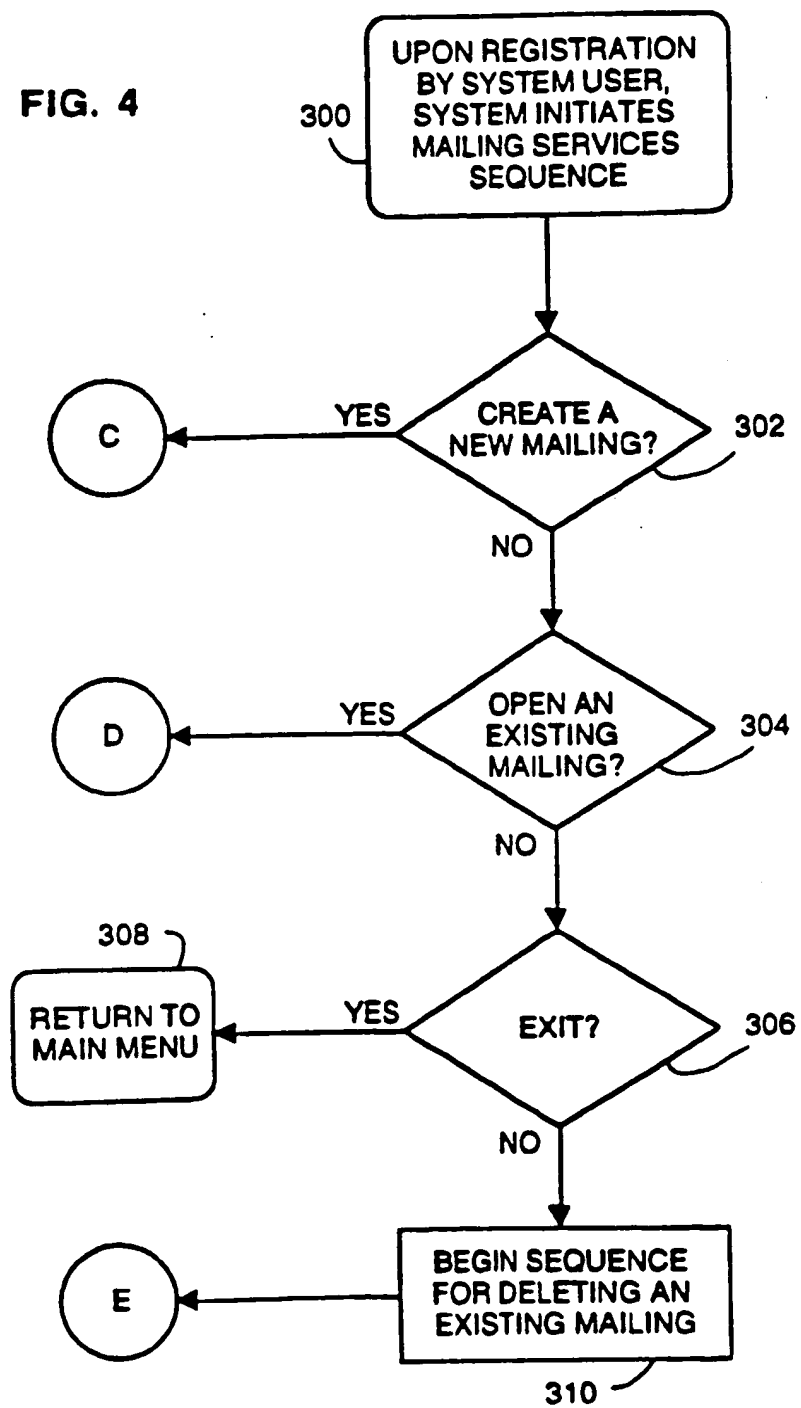 FIG. 4
300
UPON REGISTRATION
BY SYSTEM USER,
SYSTEM INITIATES
MAILING SERVICES
SEQUENCE
C
YES
CREATE A
NEW MAILING?
302
NO
D
YES
OPEN AN
EXISTING
MAILING?
304
NO
308
RETURN TO
MAIN MENU
YES
EXIT?
306
NO
E
BEGIN SEQUENCE
FOR DELETING AN
EXISTING MAILING
310